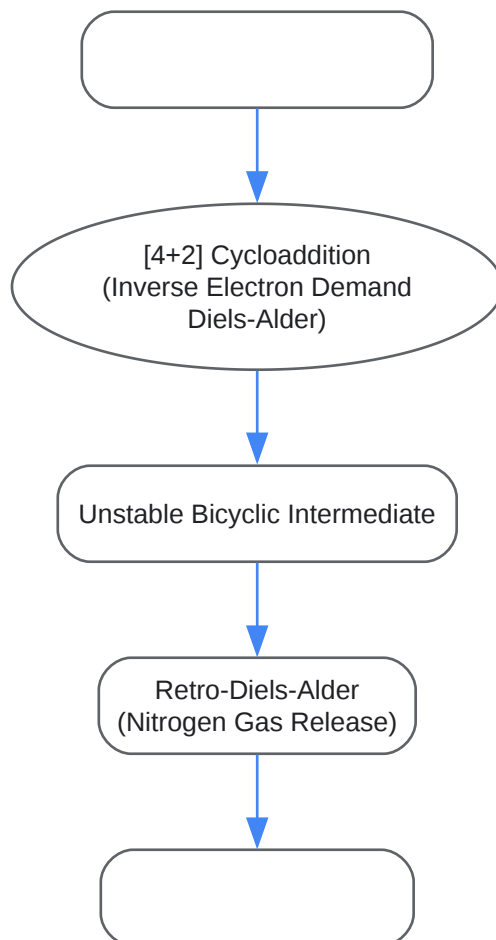 [4+2] Cycloaddition
(Inverse Electron Demand
Diels-Alder)
Unstable Bicyclic Intermediate
Retro-Diels-Alder
(Nitrogen Gas Release)